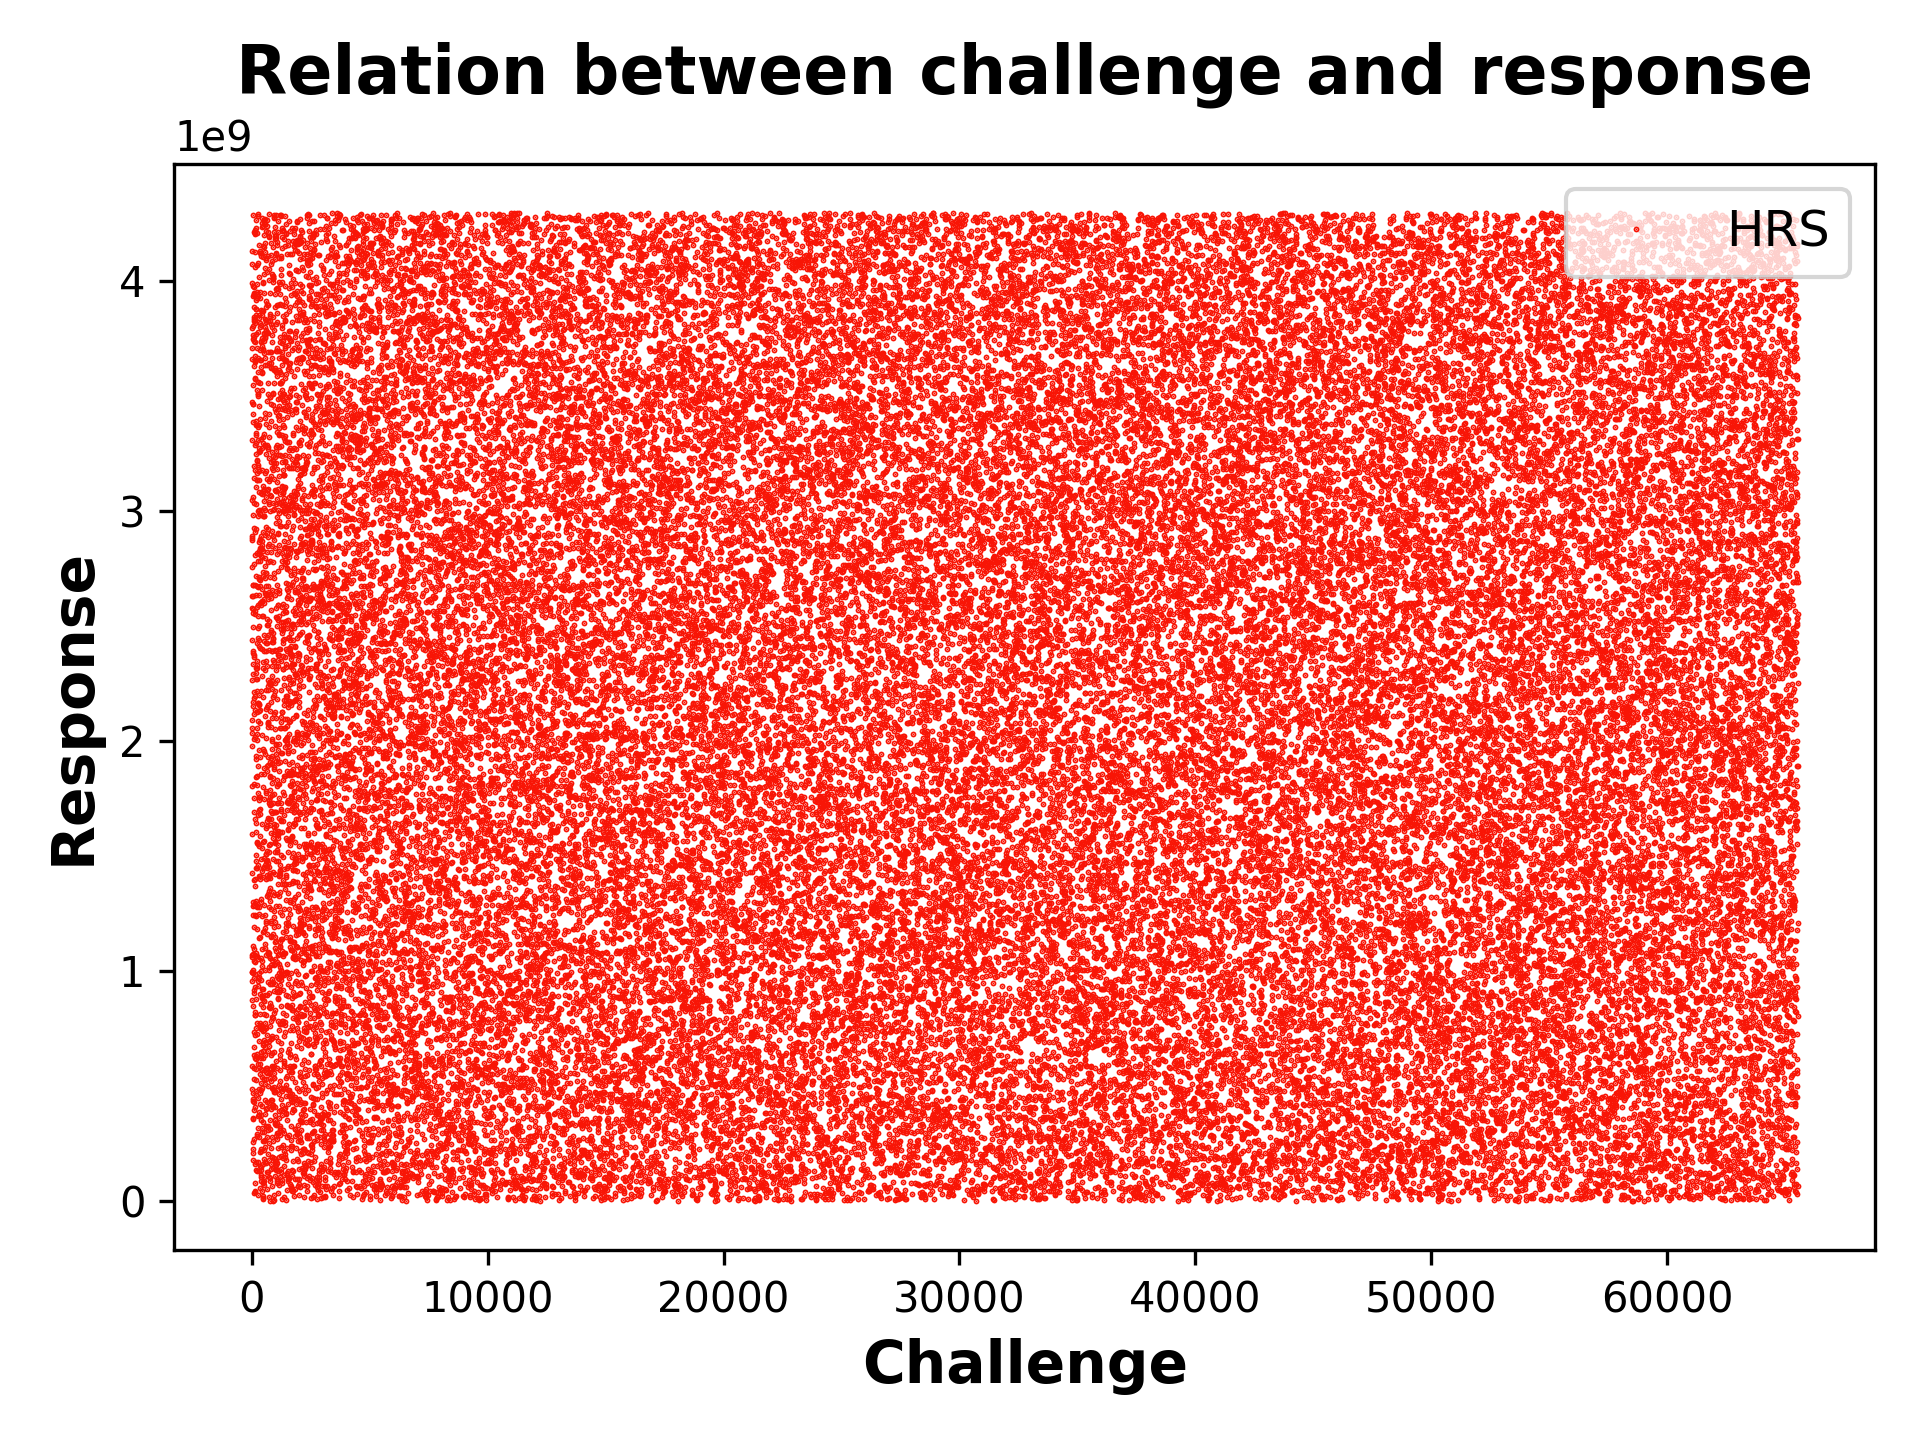 Relation between challenge and response
1e9
HRS
4
3
2
1
0
Response
0 10000 20000 30000 40000 50000 60000
Challenge